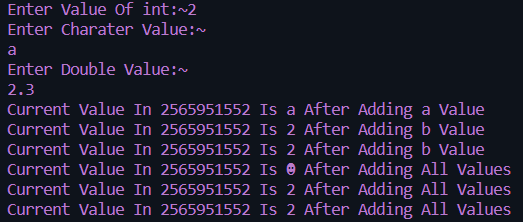 Enter Value Of int:~2
Enter Charater Value:~
a
Enter Double Value:~
2.3
Current Value In 2565951552 Is a After Adding a Value
Current Value In 2565951552 Is 2 After Adding b Value
Current Value In 2565951552 Is 2 After Adding b Value
Current Value In 2565951552 Is ☻ After Adding All Values
Current Value In 2565951552 Is 2 After Adding All Values
Current Value In 2565951552 Is 2 After Adding All Values